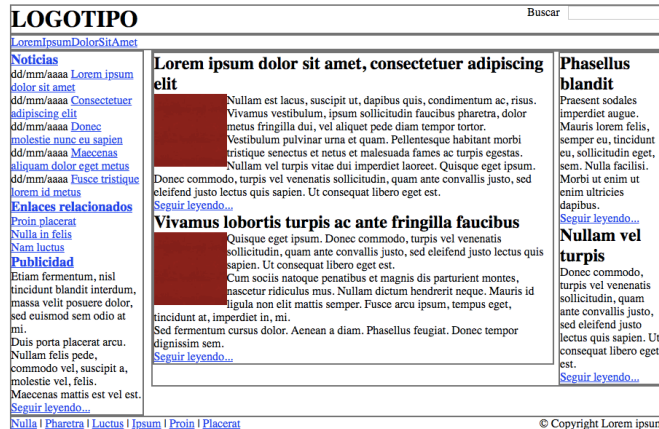 LOGOTIPO
Buscar
LoremIpsumDolorSitAmet
Noticias
dd/mm/aaaa Lorem ipsum
dolor sit amet
dd/mm/aaaa Consectetuer
adipiscing elit
dd/mm/aaaa Donec
molestie nunc eu sapien
dd/mm/aaaa Maecenas
aliquam dolor eget metus
dd/mm/aaaa Fusce tristique
lorem id metus
Enlaces relacionados
Proin placerat
Nulla in felis
Nam luctus
Publicidad
Etiam fermentum, nisl
tincidunt blandit interdum,
massa velit posuere dolor,
sed euismod sem odio at
mi.
Duis porta placerat arcu.
Nullam felis pede,
commodo vel, suscipit a,
molestie vel, felis.
Maecenas mattis est vel est.
Seguir leyendo...
Lorem ipsum dolor sit amet, consectetuer adipiscing
elit
Nullam est lacus, suscipit ut, dapibus quis, condimentum ac, risus.
Vivamus vestibulum, ipsum sollicitudin faucibus pharetra, dolor
metus fringilla dui, vel aliquet pede diam tempor tortor.
Vestibulum pulvinar urna et quam. Pellentesque habitant morbi
tristique senectus et netus et malesuada fames ac turpis egestas.
Nullam vel turpis vitae dui imperdiet laoreet. Quisque eget ipsum.
Donec commodo, turpis vel venenatis sollicitudin, quam ante convallis justo, sed
eleifend justo lectus quis sapien. Ut consequat libero eget est.
Seguir leyendo...
Vivamus lobortis turpis ac ante fringilla faucibus
Quisque eget ipsum. Donec commodo, turpis vel venenatis
sollicitudin, quam ante convallis justo, sed eleifend justo lectus quis
sapien. Ut consequat libero eget est.
Cum sociis natoque penatibus et magnis dis parturient montes,
nascetur ridiculus mus. Nullam dictum hendrerit neque. Mauris id
ligula non elit mattis semper. Fusce arcu ipsum, tempus eget,
tincidunt at, imperdiet in, mi.
Sed fermentum cursus dolor. Aenean a diam. Phasellus feugiat. Donec tempor
dignissim sem.
Seguir leyendo...
Phasellus
blandit
Praesent sodales
imperdiet augue.
Mauris lorem felis,
semper eu, tincidunt
eu, sollicitudin eget,
sem. Nulla facilisi.
Morbi ut enim ut
enim ultricies
dapibus.
Seguir leyendo...
Nullam vel
turpis
Donec commodo,
turpis vel venenatis
sollicitudin, quam
ante convallis justo,
sed eleifend justo
lectus quis sapien. Ut
consequat libero eget
est.
Seguir leyendo...
Nulla | Pharetra | Luctus | Ipsum | Proin | Placerat
© Copyright Lorem ipsum